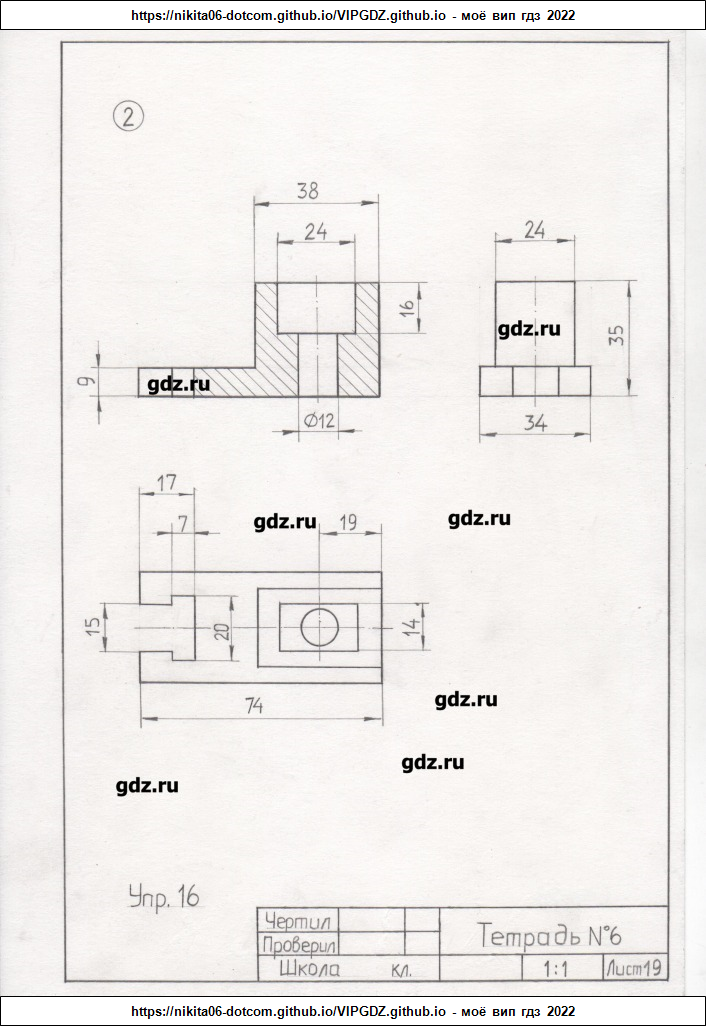 https://nikita06-dotcom.github.io/VIPGDZ.github.io - моё вип гдз 2022
2
38
24
24
16
gdz.ru
35
9
gdz.ru
Ø12
34
17
gdz.ru
7
19
gdz.ru
15
20
14
74
gdz.ru
gdz.ru
gdz.ru
Упр. 16
Чертил
Проверил
Тетрадь №6
Школа кл.
1:1
Лист19
https://nikita06-dotcom.github.io/VIPGDZ.github.io - моё вип гдз 2022